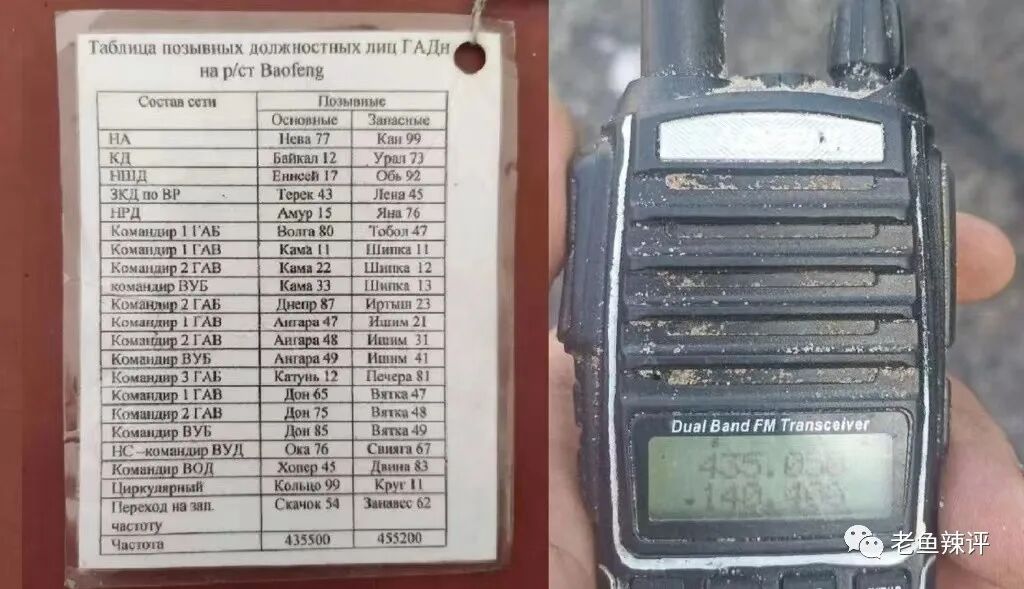 Таблица позывных должностных лиц ГАДн
на р/ст Baofeng
Состав сети Позывные
Основные Запасные
НА Нева 77 Кан 99
КД Байкал 12 Урал 73
НШД Енисей 17 Обь 92
ЗКД по ВР Терек 43 Лена 45
НРД Амур 15 Яна 76
Командир 1 ГАБ Волга 80 Тобол 47
Командир 1 ГАВ Кама 11 Шипка 11
Командир 2 ГАВ Кама 22 Шипка 12
командир ВУБ Кама 33 Шипка 13
Командир 2 ГАБ Днепр 87 Иртыш 23
Командир 1 ГАВ Ангара 47 Ишим 21
Командир 2 ГАВ Ангара 48 Ишим 31
Командир ВУБ Ангара 49 Ишим 41
Командир 3 ГАБ Катунь 12 Печера 81
Командир 1 ГАВ Дон 65 Вятка 47
Командир 2 ГАВ Дон 75 Вятка 48
Командир ВУБ Дон 85 Вятка 49
НС –командир ВУД Ока 76 Свияга 67
Командир ВОД Хопер 45 Двина 83
Циркулярный Кольцо 99 Круг 11
Переход на зап. Скачок 54 Занавес 62
частоту
Частота 435500 455200
Dual Band FM Transceiver
435.050
老鱼辣评